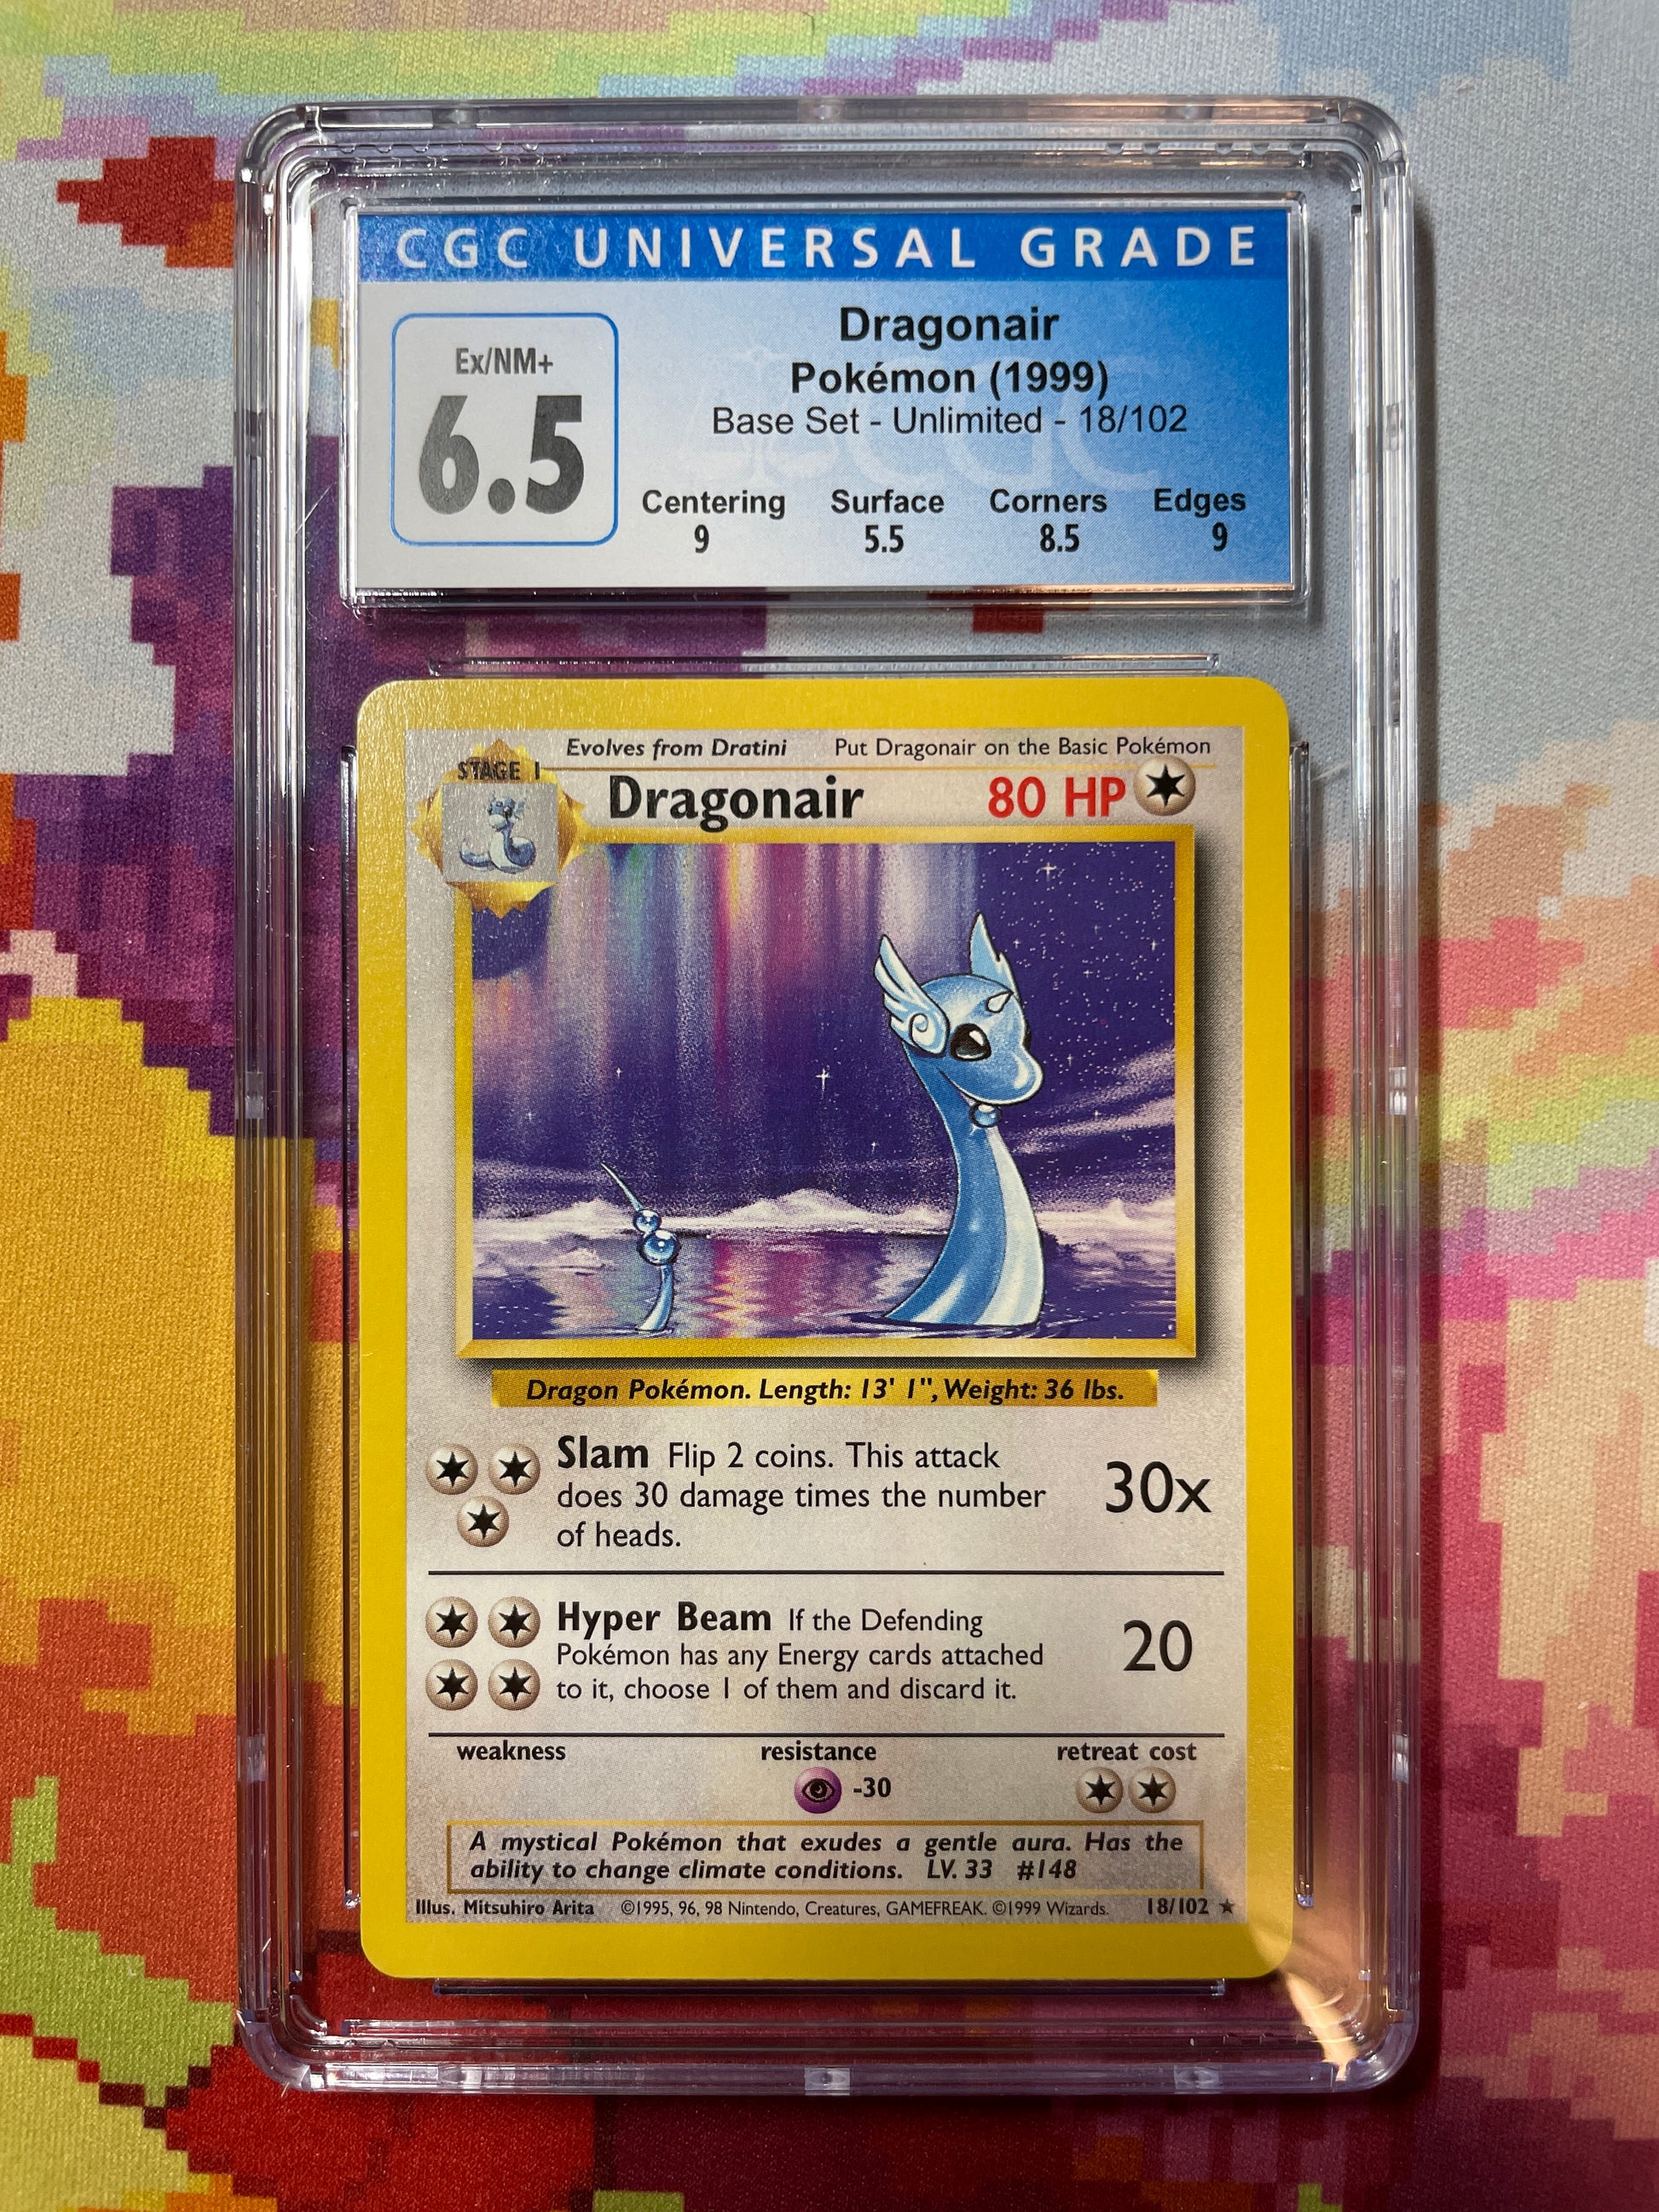 CGC UNIVERSAL GRADE
Ex/NM+
6.5
Dragonair
Pokémon (1999)
Base Set - Unlimited - 18/102
Centering Surface Corners Edges
9 5.5 8.5 9
CGC
Evolves from Dratini Put Dragonair on the Basic Pokémon
STAGE 1
Dragonair 80 HP
Dragon Pokémon. Length: 13' 1", Weight: 36 lbs.
Slam Flip 2 coins. This attack
does 30 damage times the number
of heads.
30x
Hyper Beam If the Defending
Pokémon has any Energy cards attached
to it, choose 1 of them and discard it.
20
weakness resistance retreat cost
-30
A mystical Pokémon that exudes a gentle aura. Has the
ability to change climate conditions. LV. 33 #148
Illus. Mitsuhiro Arita ©1995, 96, 98 Nintendo, Creatures, GAMEFREAK. ©1999 Wizards. 18/102 ★